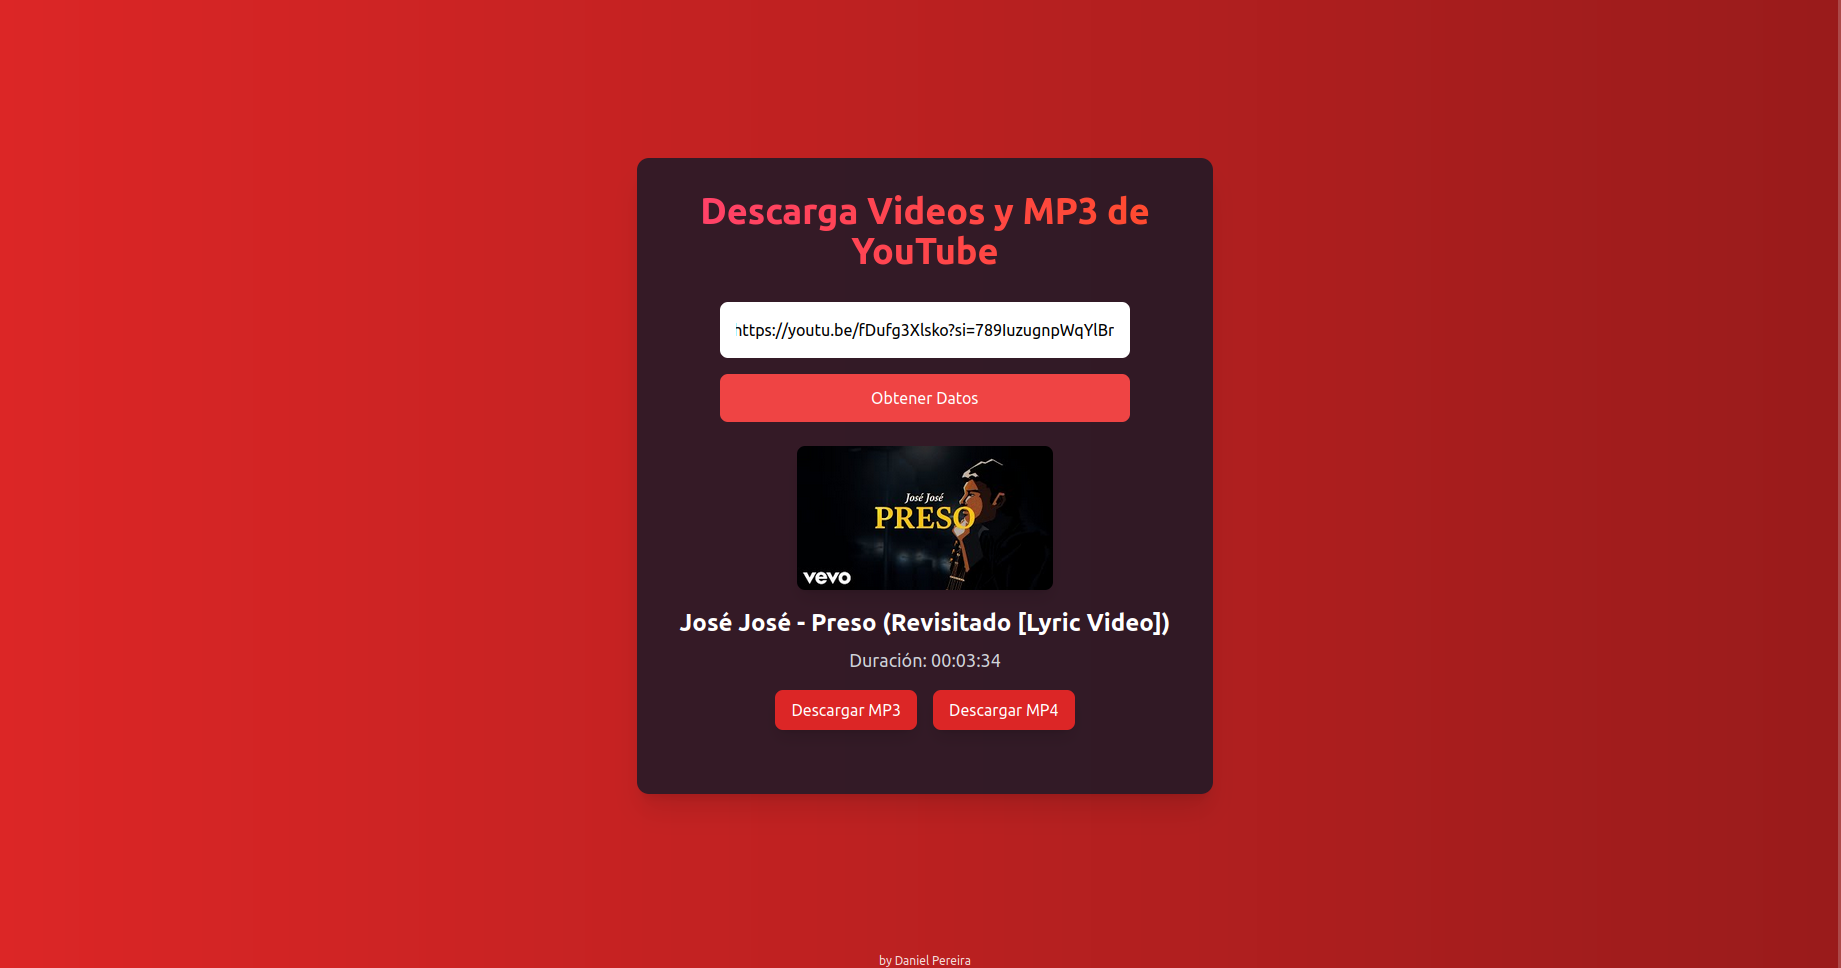 Descarga Videos y MP3 de
YouTube
https://youtu.be/fDufg3Xlsko?si=789IuzugnpWqYlBr
Obtener Datos
José José
PRESO
vevo
José José - Preso (Revisitado [Lyric Video])
Duración: 00:03:34
Descargar MP3
Descargar MP4
by Daniel Pereira